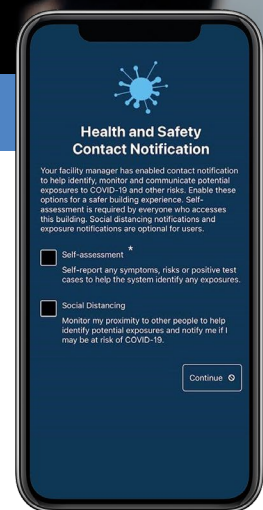 Health and Safety
Contact Notification
Your facility manager has enabled contact notification
to help identify, monitor and communicate potential
exposures to COVID-19 and other risks. Enable these
options for a safer building experience. Self-
assessment is required by everyone who accesses
this building. Social distancing notifications and
exposure notifications are optional for users.
Self-assessment *
Self-report any symptoms, risks or positive test
cases to help the system identify any exposures.
Social Distancing
Monitor my proximity to other people to help
identify potential exposures and notify me if I
may be at risk of COVID-19.
Continue